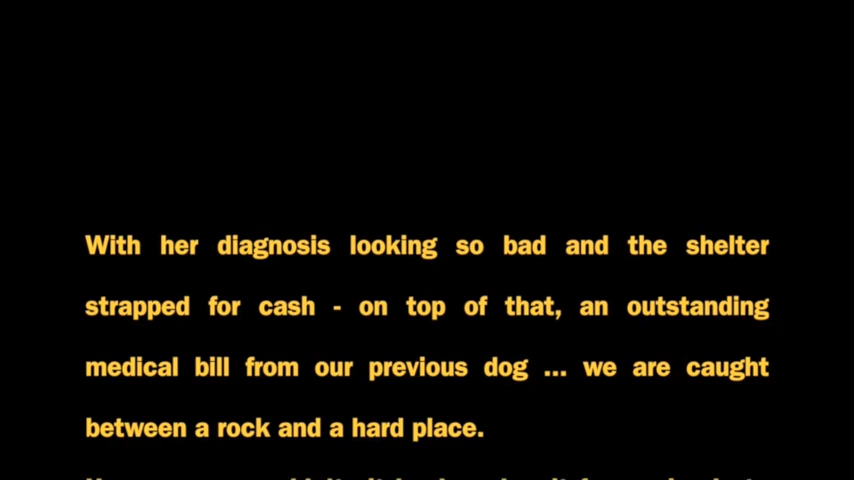 With her diagnosis looking so bad and the shelter
strapped for cash - on top of that, an outstanding
medical bill from our previous dog ... we are caught
between a rock and a hard place.